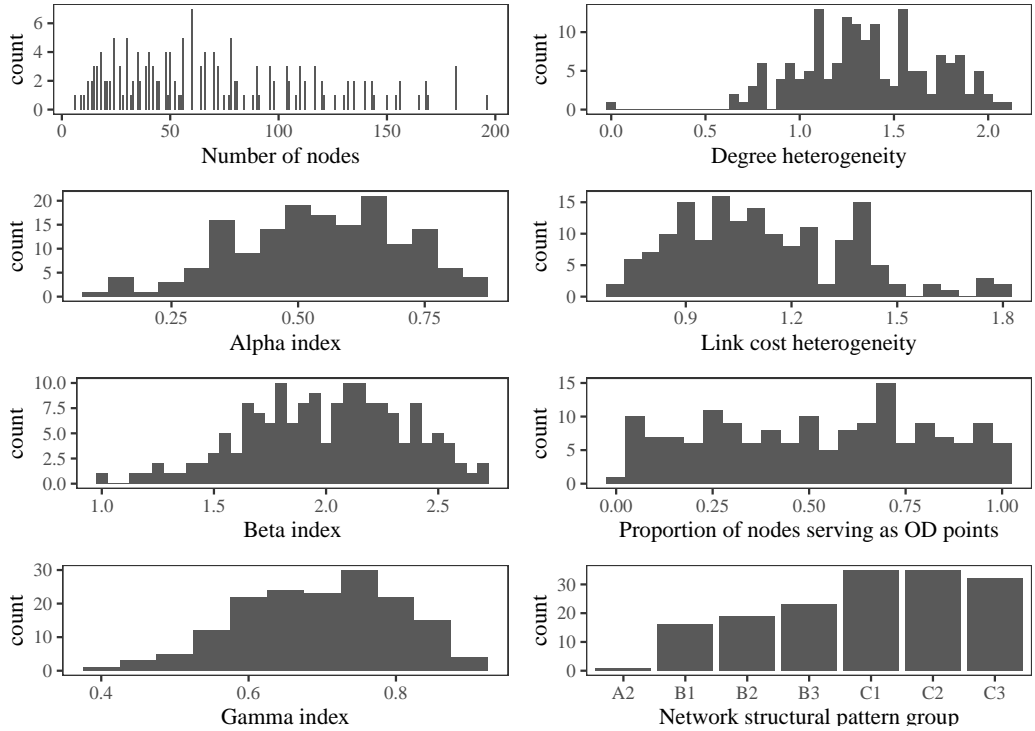 count
6
4
2
0
0
50
100
150
200
Number of nodes
count
10
5
0
0.0
0.5
1.0
1.5
2.0
Degree heterogeneity
count
20
15
10
5
0
0.25
0.50
0.75
Alpha index
count
15
10
5
0
0.9
1.2
1.5
1.8
Link cost heterogeneity
count
10.0
7.5
5.0
2.5
0.0
1.0
1.5
2.0
2.5
Beta index
count
15
10
5
0
0.00
0.25
0.50
0.75
1.00
Proportion of nodes serving as OD points
count
30
20
10
0
0.4
0.6
0.8
Gamma index
count
30
20
10
0
A2
B1
B2
B3
C1
C2
C3
Network structural pattern group